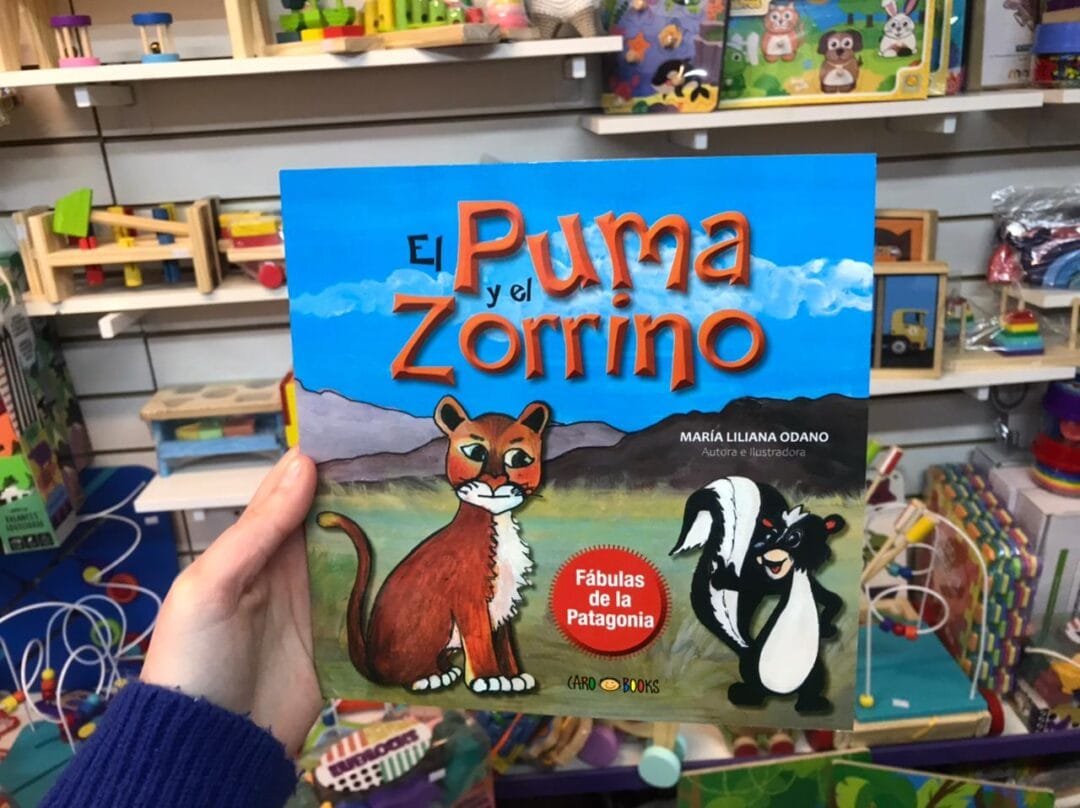 El Puma
y el
Zorrino
MARÍA LILIANA ODANO
Autora e Ilustradora
Fábulas
de la
Patagonia
CARO BOOKS